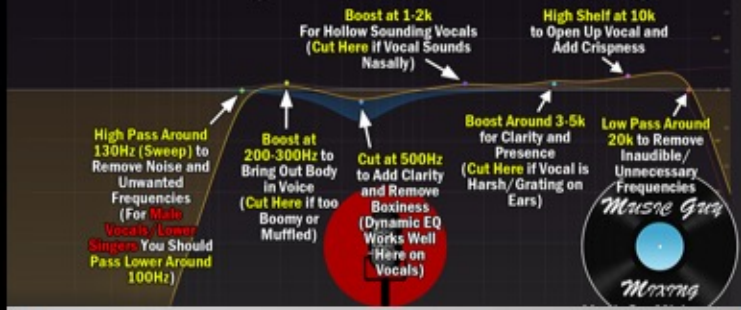 Boost at 1-2k
For Hollow Sounding Vocals
(Cut Here if Vocal Sounds
Nasally)
High Shelf at 10k
to Open Up Vocal and
Add Crispness
High Pass Around
130Hz (Sweep) to
Remove Noise and
Unwanted
Frequencies
(For Male
Vocals/Lower
Singers You Should
Pass Lower Around
100Hz)
Boost at
200-300Hz to
Bring Out Body
in Voice
(Cut Here if too
Boomy or
Muffled)
Cut at 500Hz
to Add Clarity
and Remove
Boxiness
(Dynamic EQ
Works Well
Here on
Vocals)
Boost Around 3-5k
for Clarity and
Presence
(Cut Here if Vocal is
Harsh/Grating on
Ears)
Low Pass Around
20k to Remove
Inaudible/
Unnecessary
Frequencies
Music Guy
Mixing